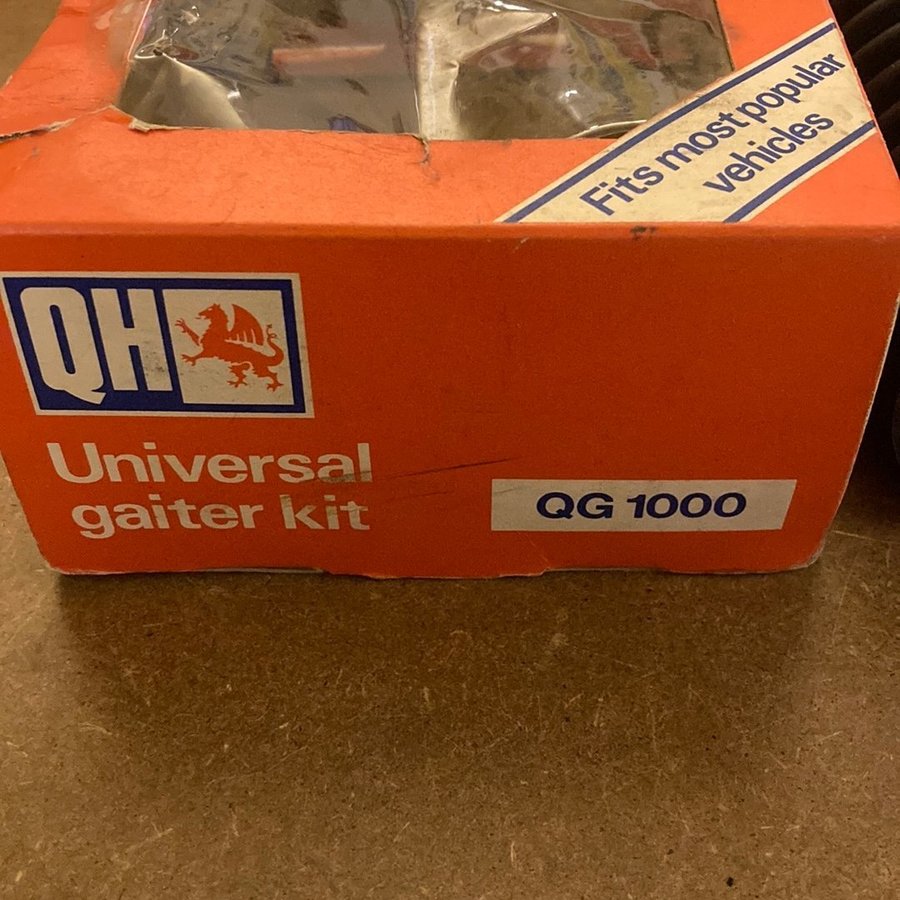 Fits most popular
vehicles
QH
Universal
gaiter kit
QG 1000